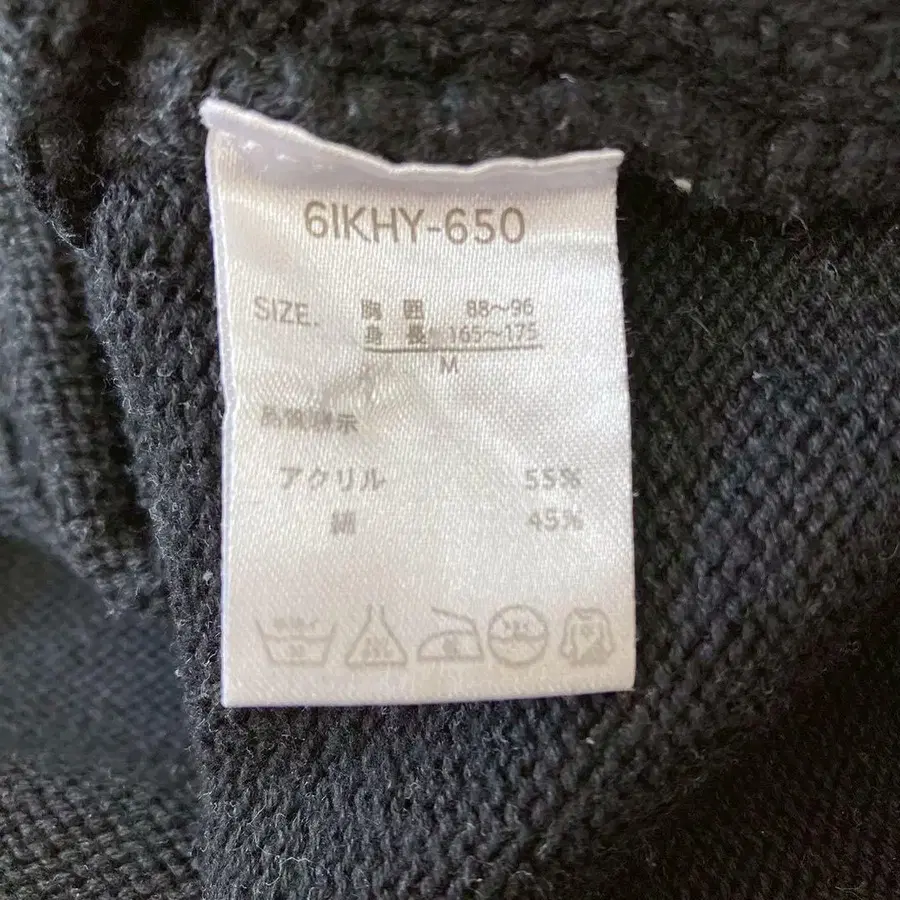 6IKHY-650
SIZE. 胸 囲 88～96
身 長 165～175
M
品質表示
アクリル 55%
綿 45%